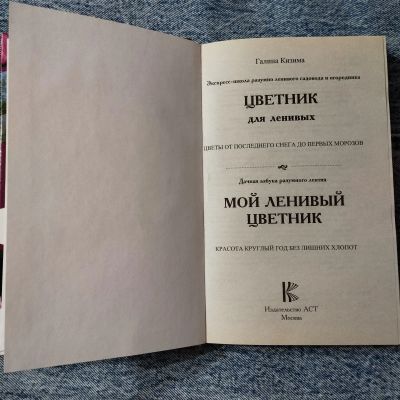 Галина Кизима
Экспресс-школа разумно ленивого садовода и огородника
ЦВЕТНИК
для ленивых
ЦВЕТЫ ОТ ПОСЛЕДНЕГО СНЕГА ДО ПЕРВЫХ МОРОЗОВ
Дачная азбука разумного лентяя
МОЙ ЛЕНИВЫЙ
ЦВЕТНИК
КРАСОТА КРУГЛЫЙ ГОД БЕЗ ЛИШНИХ ХЛОПОТ
Издательство АСТ
Москва